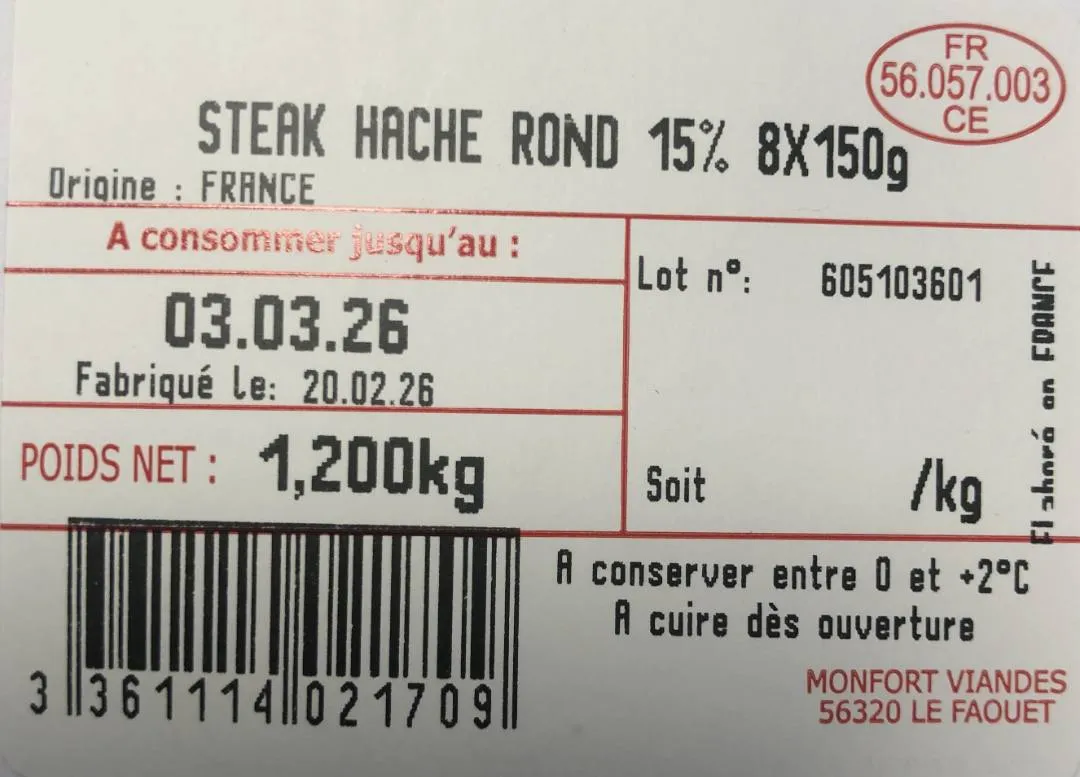 FR
56.057.003
CE
STEAK HACHE ROND 15% 8X150g
Origine : FRANCE
A consommer jusqu'au :
03.03.26
Fabriqué le: 20.02.26
Lot n°: 605103601
POIDS NET : 1,200kg
Soit /kg
Elaboré en FRANCE
A conserver entre 0 et +2°C
A cuire dès ouverture
3 361114 021709
MONFORT VIANDES
56320 LE FAOUET